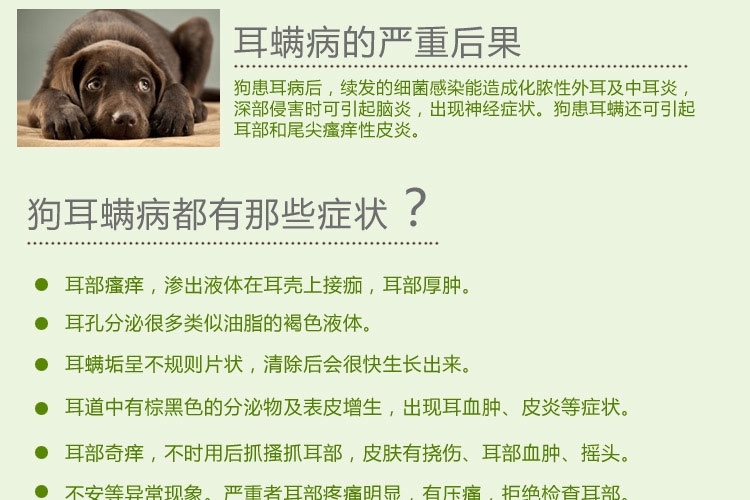 耳螨病的严重后果
狗患耳病后，续发的细菌感染能造成化脓性外耳及中耳炎，
深部侵害时可引起脑炎，出现神经症状。狗患耳螨还可引起
耳部和尾尖瘙痒性皮炎。
狗耳螨病都有那些症状？
耳部瘙痒，渗出液体在耳壳上接痂，耳部厚肿。
耳孔分泌很多类似油脂的褐色液体。
耳螨垢呈不规则片状，清除后会很快生长出来。
耳道中有棕黑色的分泌物及表皮增生，出现耳血肿、皮炎等症状。
耳部奇痒，不时用后抓搔抓耳部，皮肤有挠伤、耳部血肿、摇头。
不安等异常现象。严重者耳部疼痛明显，有压痛，拒绝检查耳部。